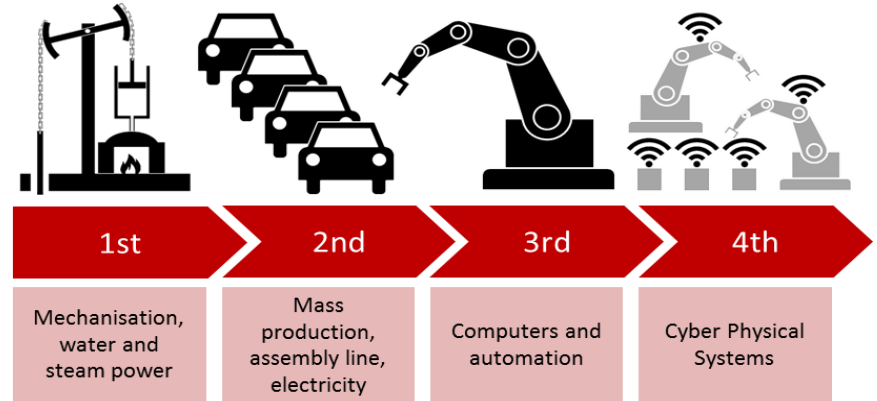 1st
2nd
3rd
4th
Mechanisation,
water and
steam power
Mass
production,
assembly line,
electricity
Computers and
automation
Cyber Physical
Systems